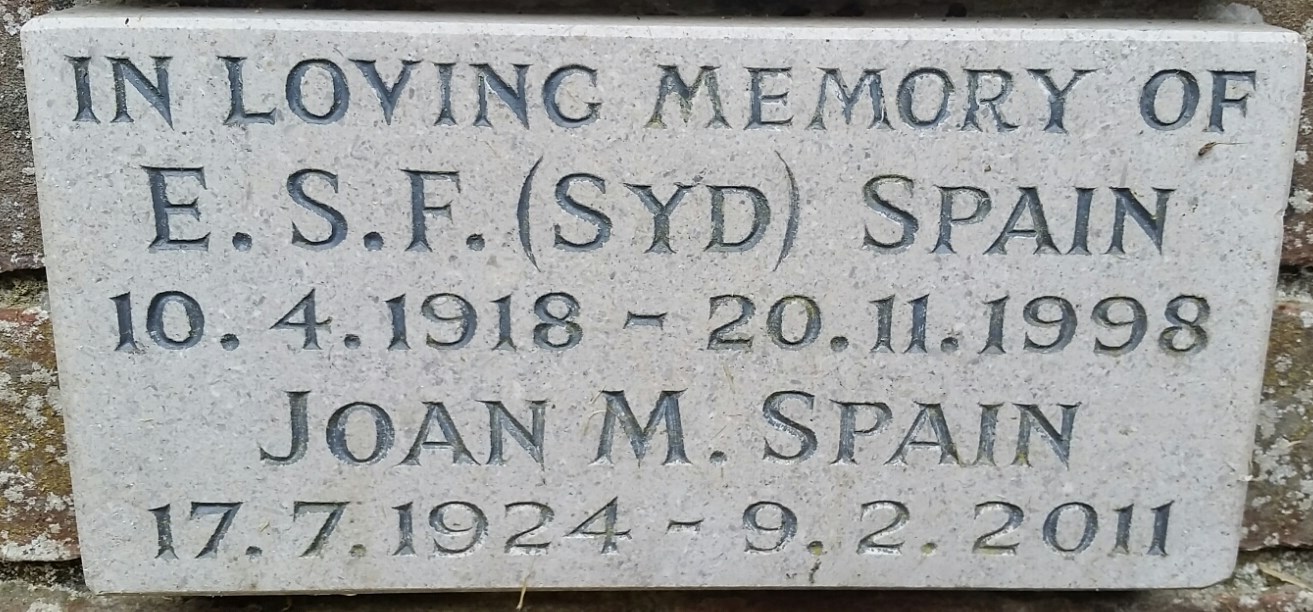 IN LOVING MEMORY OF
E. S. F. (SYD) SPAIN
10. 4. 1918 - 20. 11. 1998
JOAN M. SPAIN
17. 7. 1924 - 9. 2. 2011